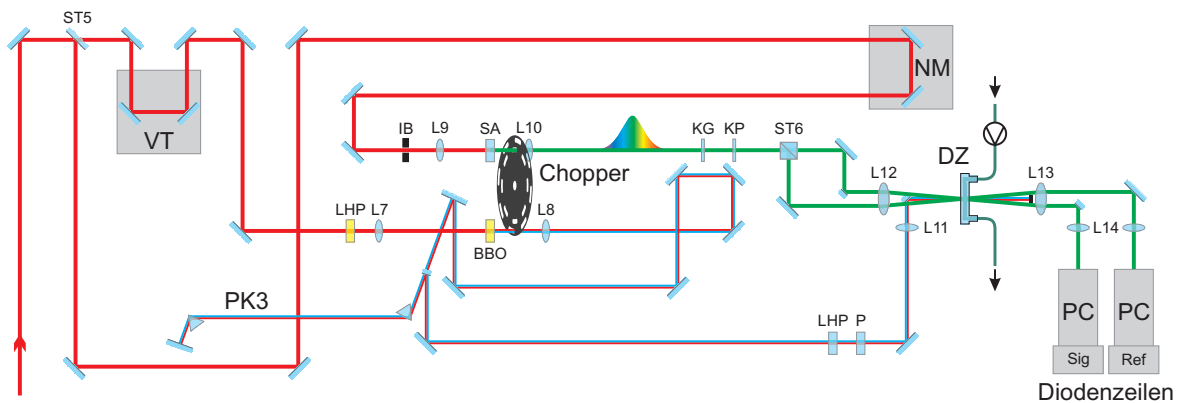 ST5
VT
NM
IB
L9
SA
L10
KG
KP
ST6
Chopper
DZ
V
L12
L13
LHP
L7
BBO
L8
L11
L14
PK3
LHP
P
PC
PC
Sig
Ref
Diodenzeilen